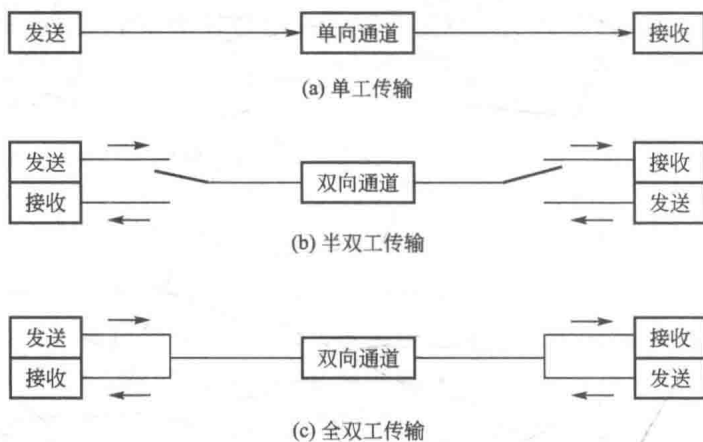 发送 单向通道 接收
(a) 单工传输
发送 接收
双向通道
接收 发送
(b) 半双工传输
发送 接收
双向通道
接收 发送
(c) 全双工传输